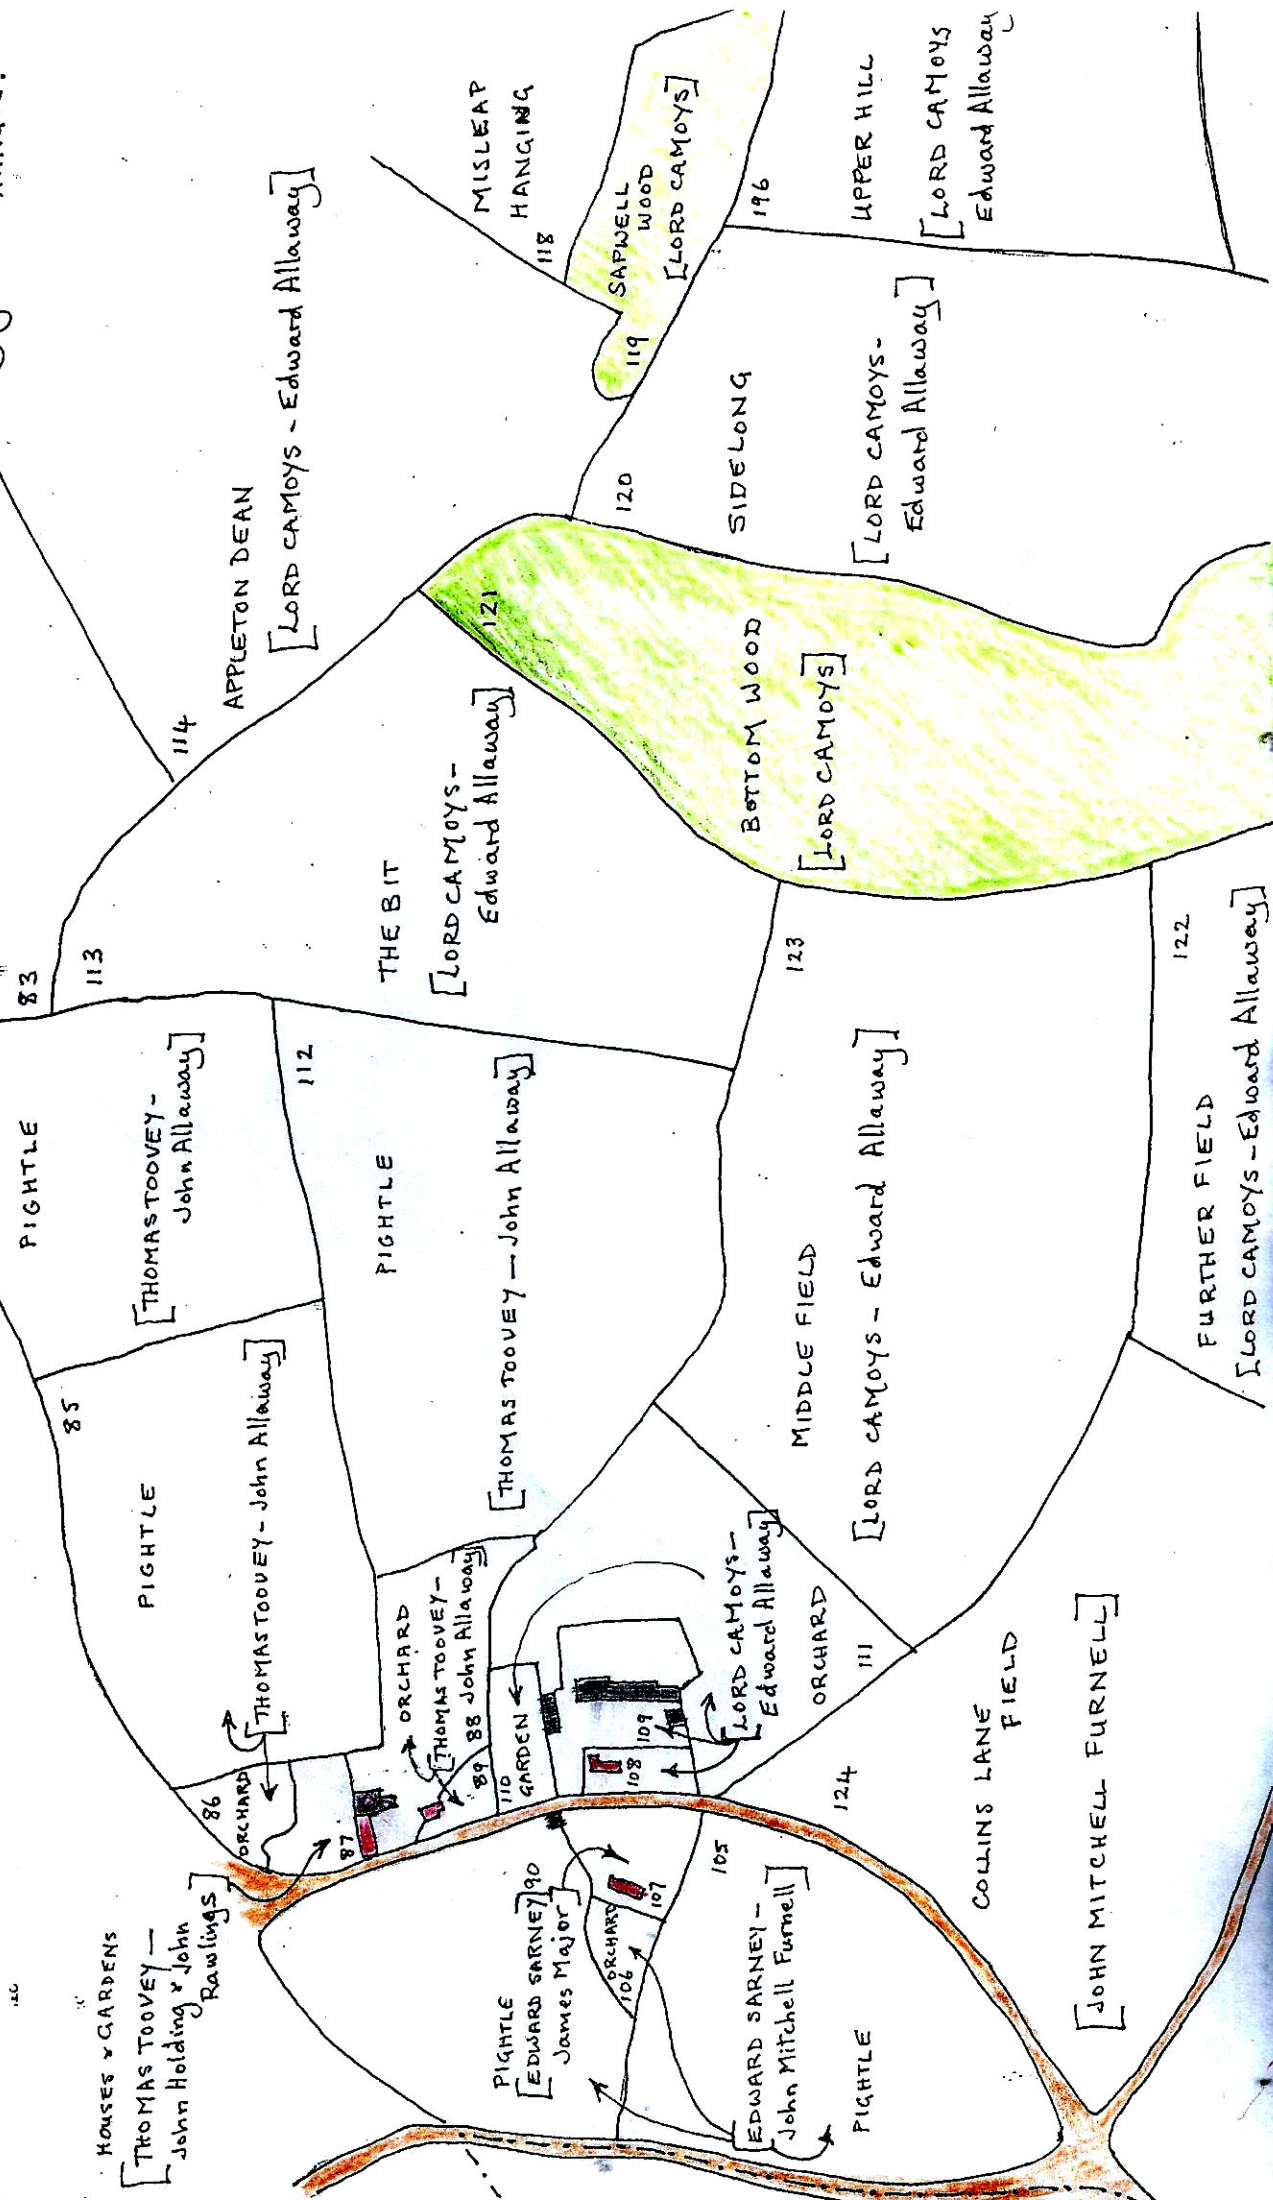 HOUSES & GARDENS
[THOMAS TOOVEY —
John Holding & John
Rawlings]
86
ORCHARD
87
PIGHTLE
[THOMAS TOOVEY - John Allaway]
85
PIGHTLE
[THOMAS TOOVEY -
John Allaway]
83
113
114
APPLETON DEAN
[LORD CAMOYS - Edward Allaway]
MISLEAP
HANGING
118
SAPWELL
WOOD
[LORD CAMOYS]
119
196
UPPER HILL
[LORD CAMOYS
Edward Allaway
PIGHTLE
112
[THOMAS TOOVEY — John Allaway]
THE BIT
[LORD CAMOYS -
Edward Allaway]
121
BOTTOM WOOD
[LORD CAMOYS]
120
SIDELONG
[LORD CAMOYS -
Edward Allaway]
ORCHARD
[THOMAS TOOVEY -
88 John Allaway]
89
110
GARDEN
109
108
[LORD CAMOYS -
Edward Allaway]
ORCHARD
111
123
MIDDLE FIELD
[LORD CAMOYS - Edward Allaway]
122
FURTHER FIELD
[LORD CAMOYS - Edward Allaway]
PIGHTLE
[EDWARD SARNEY] 90
James Major
ORCHARD
106
107
105
[EDWARD SARNEY -
John Mitchell Furnell]
PIGHTLE
124
COLLINS LANE
FIELD
[JOHN MITCHELL FURNELL]